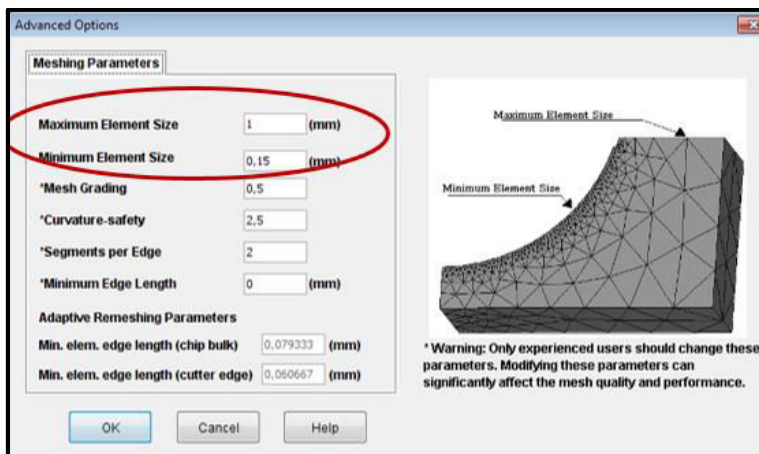 Advanced Options
Meshing Parameters
Maximum Element Size 1 (mm)
Minimum Element Size 0,15 (mm)
*Mesh Grading 0,5
*Curvature-safety 2,5
*Segments per Edge 2
*Minimum Edge Length 0 (mm)
Adaptive Remeshing Parameters
Min. elem. edge length (chip bulk) 0,079333 (mm)
Min. elem. edge length (cutter edge) 0,060667 (mm)
OK Cancel Help
Maximum Element Size
Minimum Element Size
* Warning: Only experienced users should change these
parameters. Modifying these parameters can
significantly affect the mesh quality and performance.